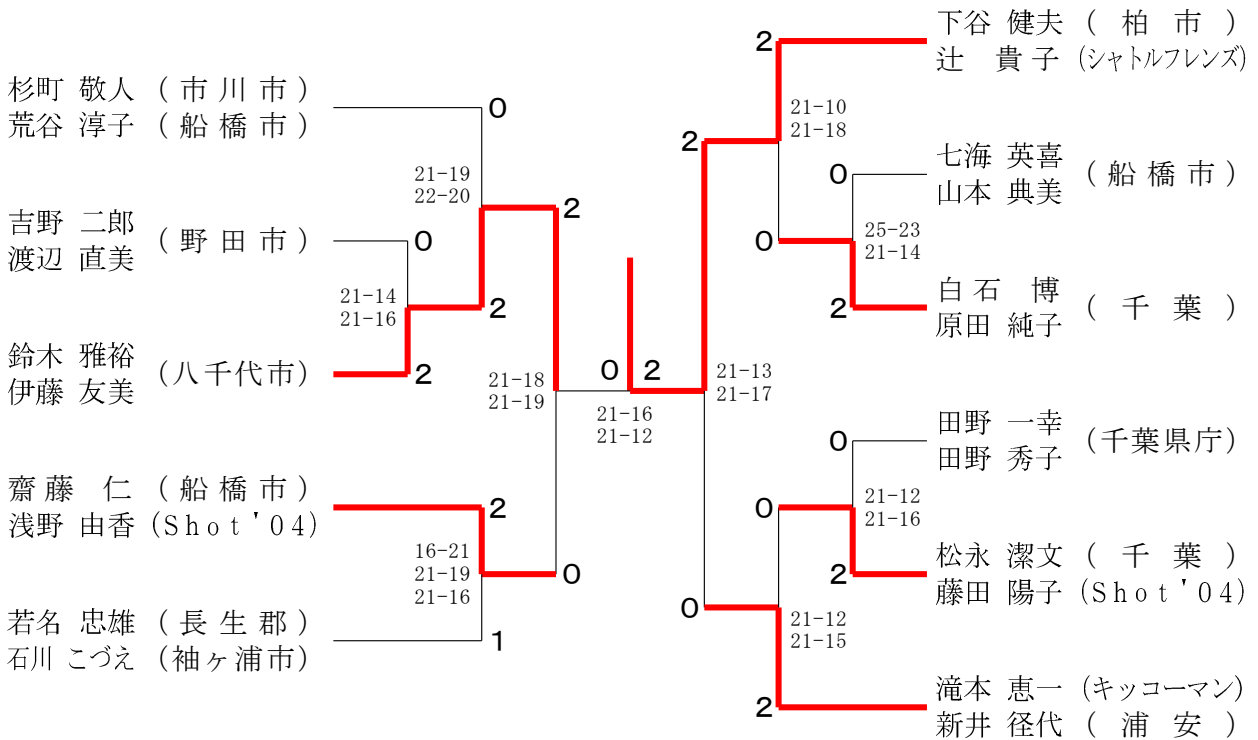 杉町 敬人 (市川市)
荒谷 淳子 (船橋市)
0
21-19
22-20
2
吉野 二郎
渡辺 直美
(野田市)
0
21-14
21-16
2
鈴木 雅裕
伊藤 友美
(八千代市)
2
21-18
21-19
齋藤 仁 (船橋市)
浅野 由香 (Shot'04)
2
16-21
21-19
21-16
0
若名 忠雄 (長生郡)
石川 こづえ (袖ヶ浦市)
1
0 2
21-16
21-12
下谷 健夫 (柏市)
辻 貴子 (シャトルフレンズ)
2
21-10
21-18
2
七海 英喜
山本 典美
(船橋市)
0
25-23
21-14
0
白石 博
原田 純子
(千葉)
2
21-13
21-17
田野 一幸
田野 秀子
(千葉県庁)
0
21-12
21-16
0
松永 潔文 (千葉)
藤田 陽子 (Shot'04)
2
0
21-12
21-15
滝本 恵一 (キッコーマン)
新井 径代 (浦安)
2